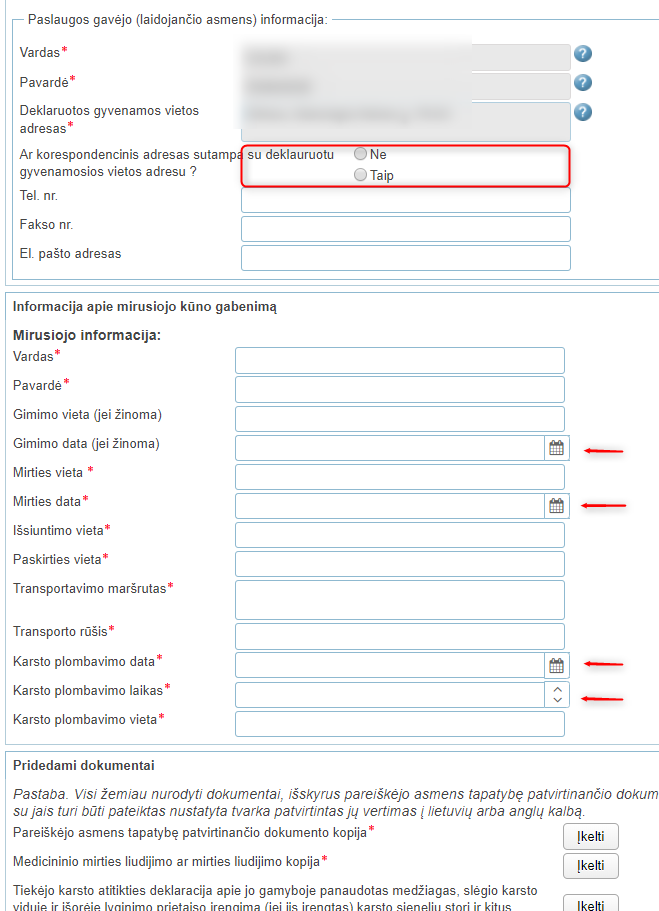 Paslaugos gavėjo (laidojančio asmens) informacija:
Vardas*
Pavardė*
Deklaruotos gyvenamos vietos
adresas*
Ar korespondencinis adresas sutampa su deklauruotu
gyvenamosios vietos adresu ?
Ne
Taip
Tel. nr.
Fakso nr.
El. pašto adresas
Informacija apie mirusiojo kūno gabenimą
Mirusiojo informacija:
Vardas*
Pavardė*
Gimimo vieta (jei žinoma)
Gimimo data (jei žinoma)
Mirties vieta *
Mirties data*
Išsiuntimo vieta*
Paskirties vieta*
Transportavimo maršrutas*
Transporto rūšis*
Karsto plombavimo data*
Karsto plombavimo laikas*
Karsto plombavimo vieta*
Pridedami dokumentai
Pastaba. Visi žemiau nurodyti dokumentai, išskyrus pareiškėjo asmens tapatybę patvirtinančio dokum
su jais turi būti pateiktas nustatyta tvarka patvirtintas jų vertimas į lietuvių arba anglų kalbą.
Pareiškėjo asmens tapatybę patvirtinančio dokumento kopija*
Įkelti
Medicininio mirties liudijimo ar mirties liudijimo kopija*
Įkelti
Tiekėjo karsto atitikties deklaracija apie jo gamyboje panaudotas medžiagas, slėgio karsto
viduje ir išorėje lyginimo prietaiso įrengimą (jei jis įrengtas) karsto sienelių storį ir kitus
Įkelti